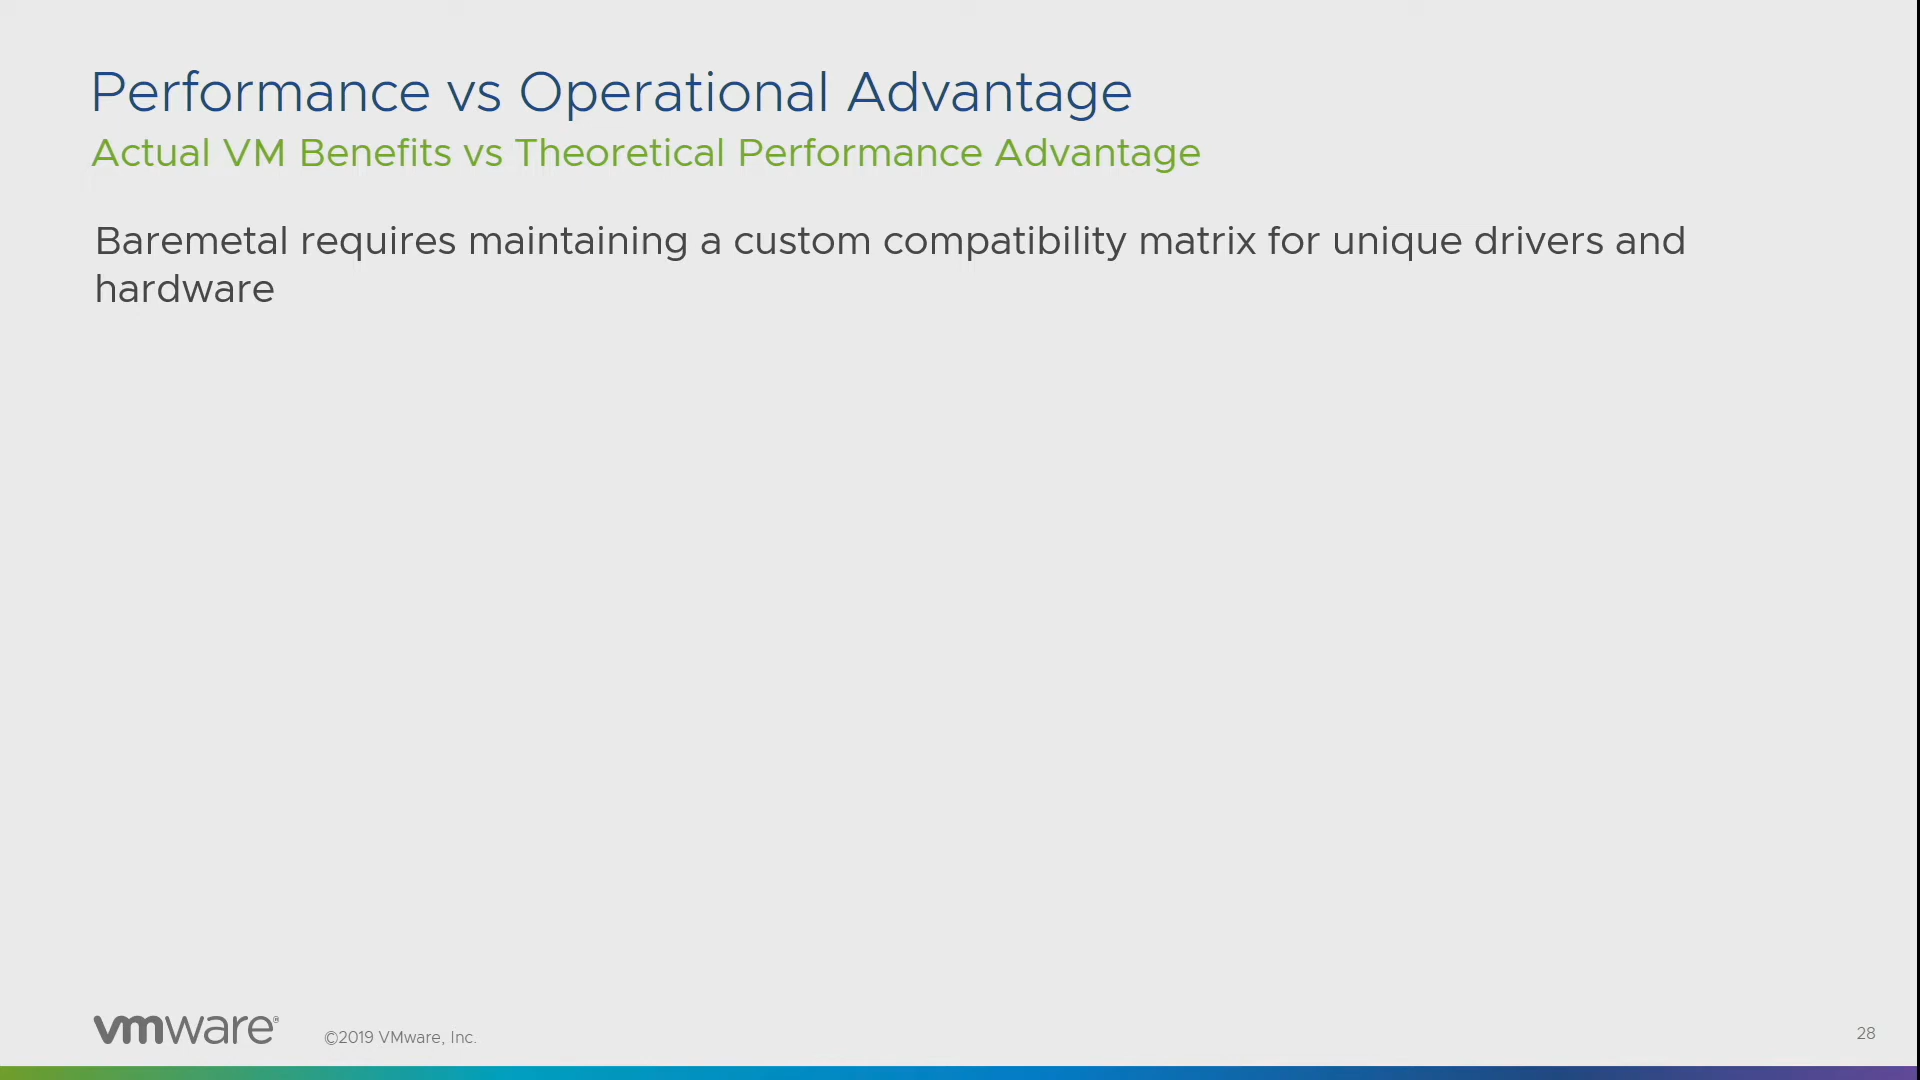 Performance vs Operational Advantage
Actual VM Benefits vs Theoretical Performance Advantage
Baremetal requires maintaining a custom compatibility matrix for unique drivers and
hardware
vmware®
©2019 VMware, Inc.
28